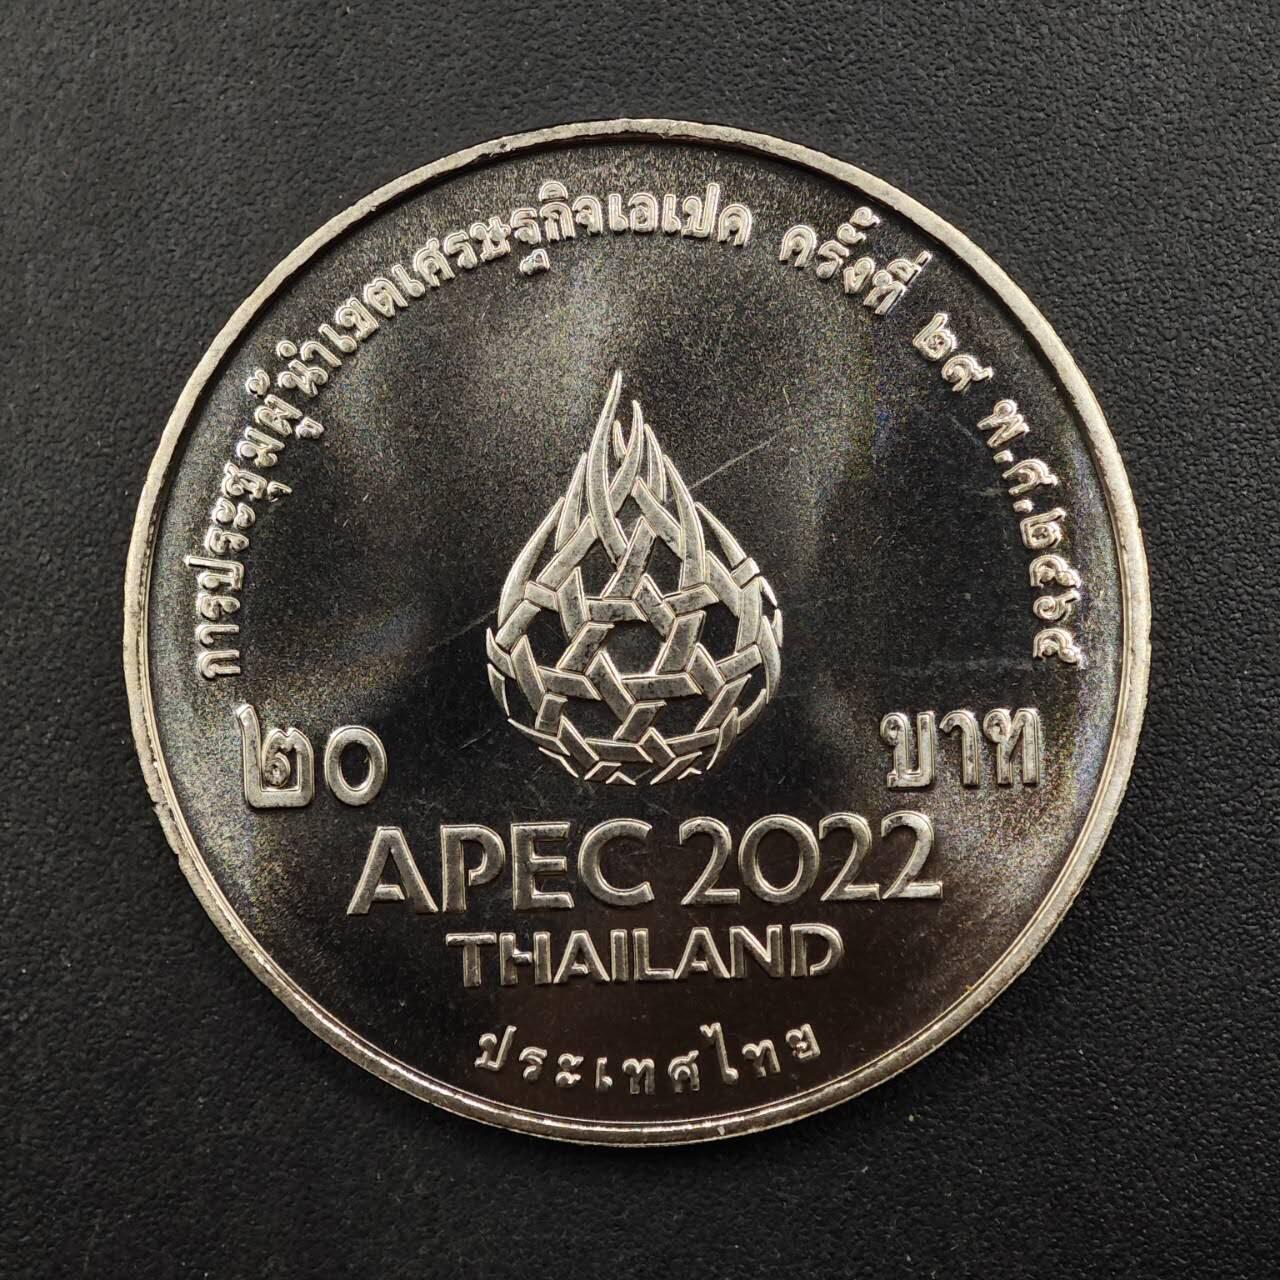 การประชุมผู้นำเขตเศรษฐกิจเอเปค ครั้งที่ ๒๙ พ.ศ.๒๕๖๕
๒๐ บาท
APEC 2022
THAILAND
ประเทศไทย